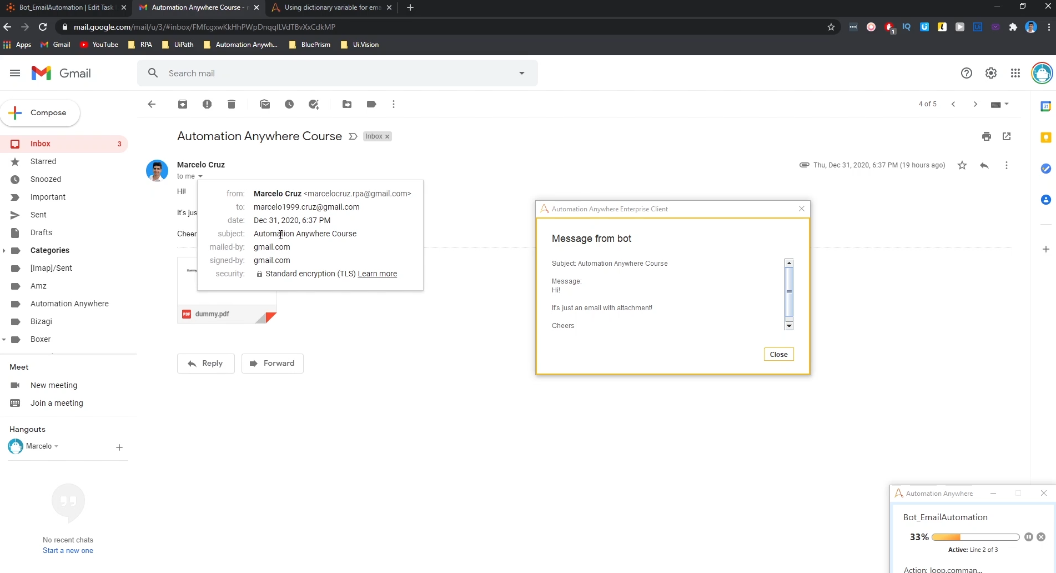 Bot_EmailAutomation | Edit Task
Automation Anywhere Course -
Using dictionary variable for em
mail.google.com/mail/u/3/#inbox/FMfcgxwKkHhPWpDnqqlLVdTBvXxCdkMP
Apps
Gmail
YouTube
RPA
UiPath
Automation Anywh...
BluePrism
Ui.Vision
Gmail
Search mail
Compose
4 of 5
Inbox 3
Starred
Snoozed
Important
Sent
Drafts
Categories
[Imap]/Sent
Amz
Automation Anywhere
Bizagi
Boxer
Meet
New meeting
Join a meeting
Hangouts
Marcelo
No recent chats
Start a new one
Automation Anywhere Course
Inbox x
Marcelo Cruz
to me
Thu, Dec 31, 2020, 6:37 PM (19 hours ago)
Hi!
It's jus
Cheer
from: Marcelo Cruz <marcelocruz.rpa@gmail.com>
to: marcelo1999.cruz@gmail.com
date: Dec 31, 2020, 6:37 PM
subject: Automation Anywhere Course
mailed-by: gmail.com
signed-by: gmail.com
security: Standard encryption (TLS) Learn more
PDF dummy.pdf
Reply
Forward
Automation Anywhere Enterprise Client
Message from bot
Subject: Automation Anywhere Course
Message:
Hi!
It's just an email with attachment!
Cheers
Close
Automation Anywhere
Bot_EmailAutomation
33%
Active: Line 2 of 3
Action: loop.comman...